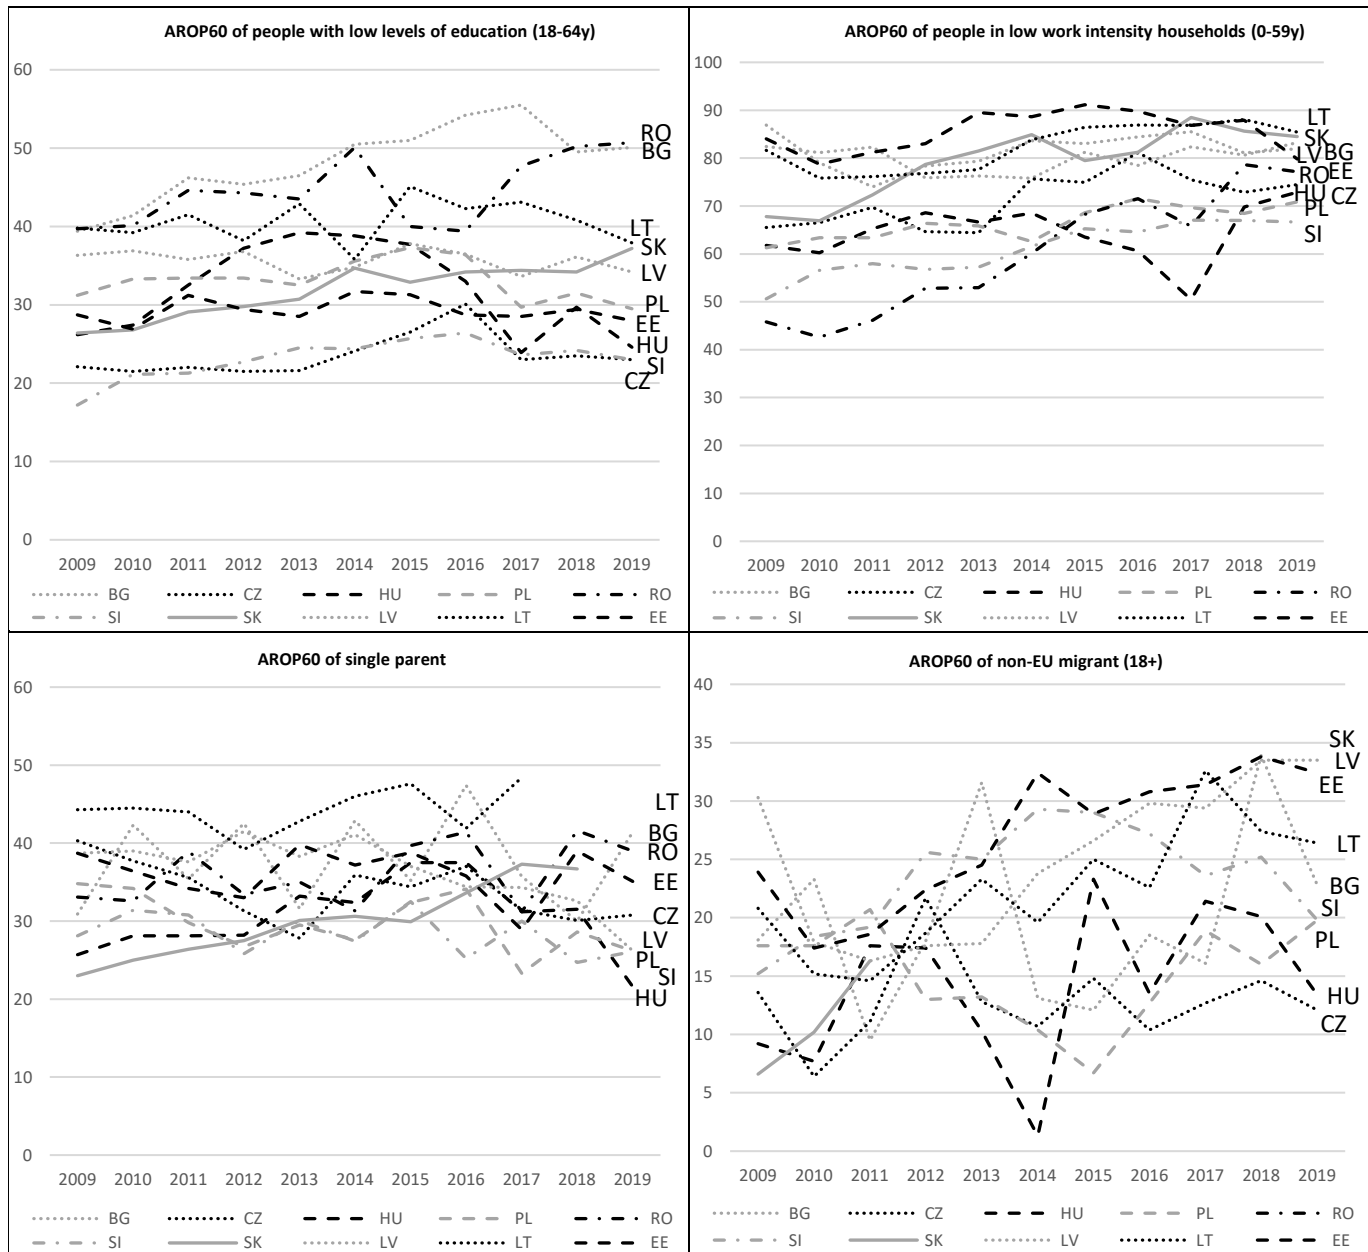 AROP60 of people with low levels of education (18-64y)
60
50
40
30
20
10
0
RO
BG
LT
SK
LV
PL
EE
HU
SI
CZ
2009 2010 2011 2012 2013 2014 2015 2016 2017 2018 2019
BG CZ HU PL RO
SI SK LV LT EE
AROP60 of people in low work intensity households (0-59y)
100
90
80
70
60
50
40
30
20
10
0
LT
SK
LV BG
RO EE
HU CZ
PL
SI
2009 2010 2011 2012 2013 2014 2015 2016 2017 2018 2019
BG CZ HU PL RO
SI SK LV LT EE
AROP60 of single parent
60
50
40
30
20
10
0
LT
BG
RO
EE
CZ
LV
PL
SI
HU
2009 2010 2011 2012 2013 2014 2015 2016 2017 2018 2019
BG CZ HU PL RO
SI SK LV LT EE
AROP60 of non-EU migrant (18+)
40
35
30
25
20
15
10
5
0
SK
LV
EE
LT
BG
SI
PL
HU
CZ
2009 2010 2011 2012 2013 2014 2015 2016 2017 2018 2019
BG CZ HU PL RO
SI SK LV LT EE